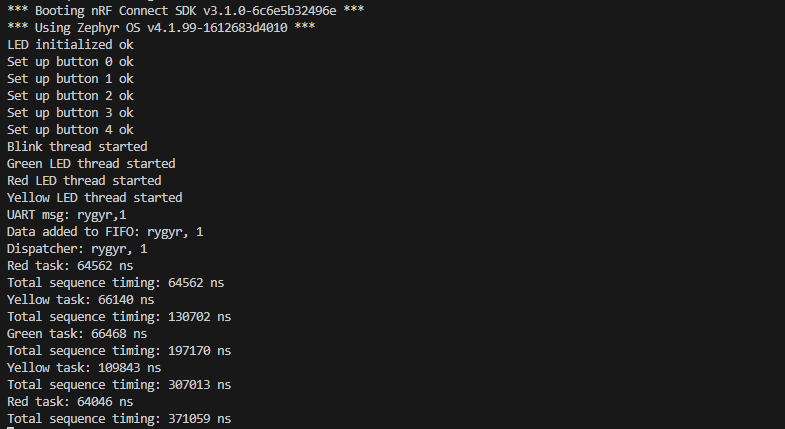 *** Booting nRF Connect SDK v3.1.0-6c6e5b32496e ***
*** Using Zephyr OS v4.1.99-1612683d4010 ***
LED initialized ok
Set up button 0 ok
Set up button 1 ok
Set up button 2 ok
Set up button 3 ok
Set up button 4 ok
Blink thread started
Green LED thread started
Red LED thread started
Yellow LED thread started
UART msg: rygyr,1
Data added to FIFO: rygyr, 1
Dispatcher: rygyr, 1
Red task: 64562 ns
Total sequence timing: 64562 ns
Yellow task: 66140 ns
Total sequence timing: 130702 ns
Green task: 66468 ns
Total sequence timing: 197170 ns
Yellow task: 109843 ns
Total sequence timing: 307013 ns
Red task: 64046 ns
Total sequence timing: 371059 ns